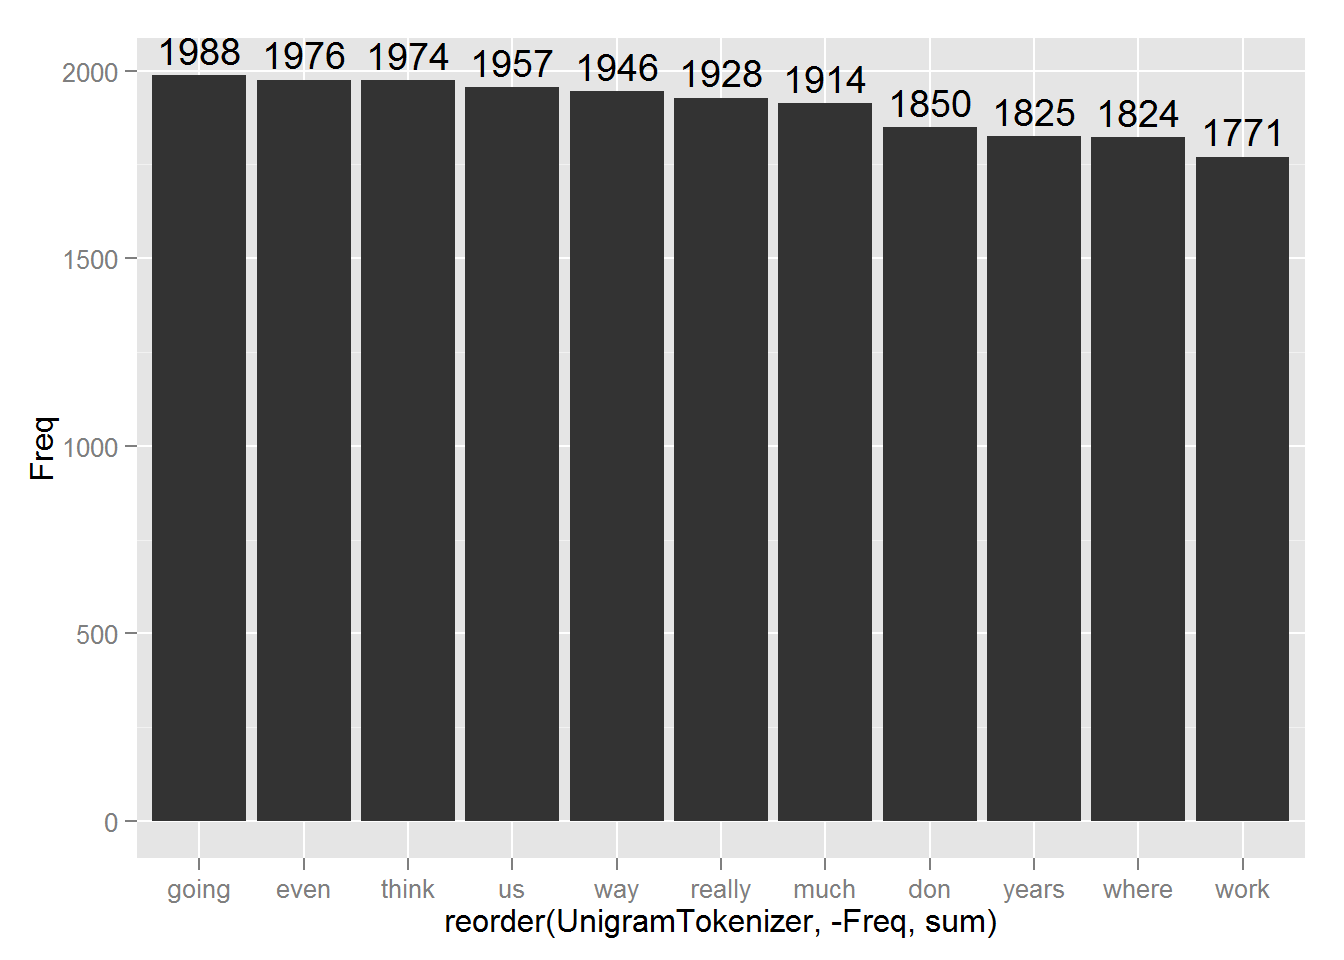 1988 1976 1974 1957 1946 1928 1914 1850 1825 1824 1771
2000
1500
1000
500
0
Freq
going even think us way really much don years where work
reorder(UnigramTokenizer, -Freq, sum)